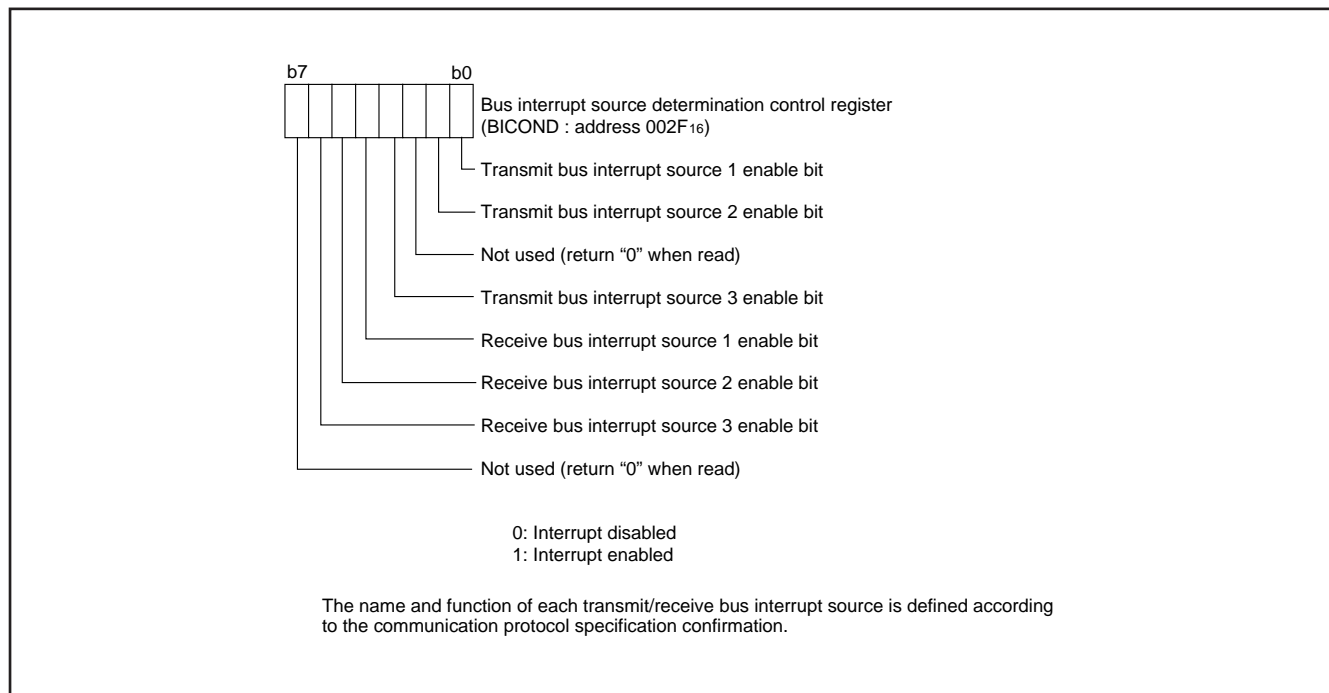 b7 b0
Bus interrupt source determination control register
(BICOND : address 002F16)
Transmit bus interrupt source 1 enable bit
Transmit bus interrupt source 2 enable bit
Not used (return “0” when read)
Transmit bus interrupt source 3 enable bit
Receive bus interrupt source 1 enable bit
Receive bus interrupt source 2 enable bit
Receive bus interrupt source 3 enable bit
Not used (return “0” when read)
0: Interrupt disabled
1: Interrupt enabled
The name and function of each transmit/receive bus interrupt source is defined according
to the communication protocol specification confirmation.